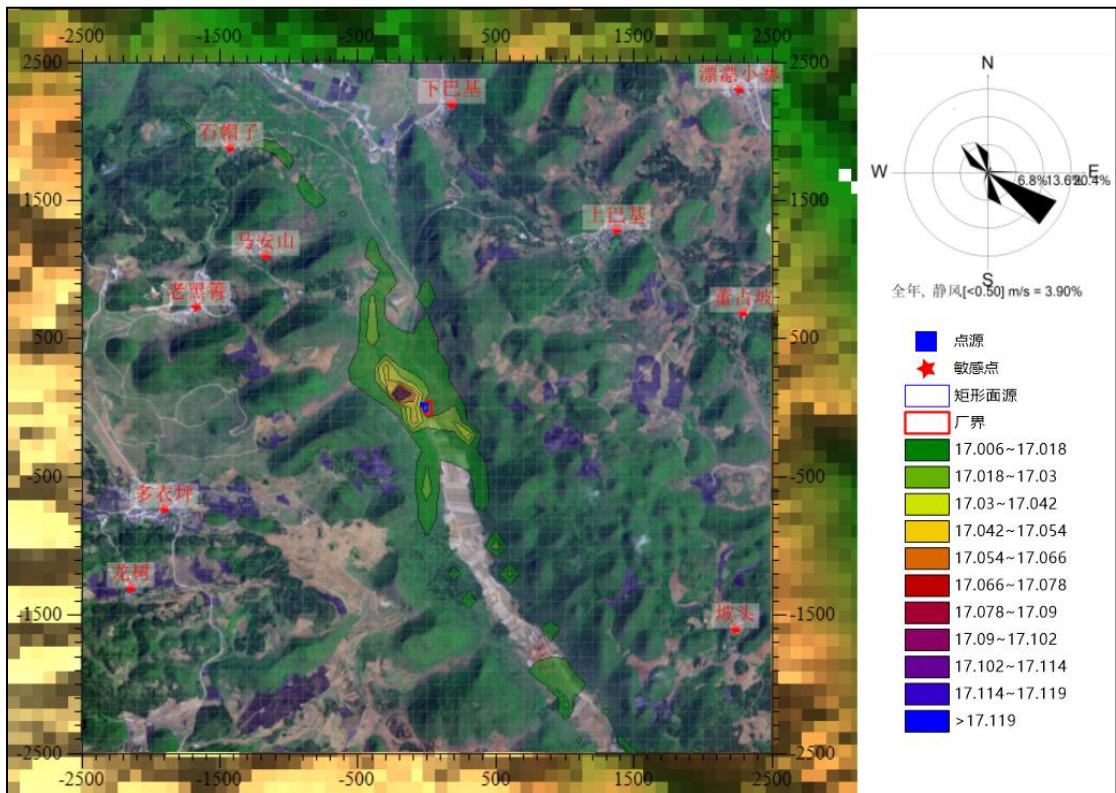 -2500 -1500 -500 500 1500 2500
2500
1500
500
-500
-1500
-2500
2500
1500
500
-500
-1500
-2500
-2500 -1500 -500 500 1500 2500
漂漂小寨
下巴基
石帽子
上巴基
马安山
老黑箐
董占坡
多衣坪
龙树
坡头
N
W
E
S
6.8%
13.6%
20.4%
全年, 静风[<0.50] m/s = 3.90%
点源
敏感点
矩形面源
厂界
17.006~17.018
17.018~17.03
17.03~17.042
17.042~17.054
17.054~17.066
17.066~17.078
17.078~17.09
17.09~17.102
17.102~17.114
17.114~17.119
>17.119